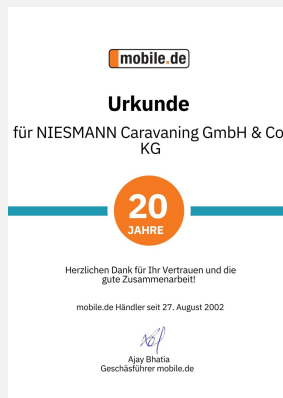 mobile.de
Urkunde
für NIESMANN Caravaning GmbH & Co
KG
20
JAHRE
Herzlichen Dank für Ihr Vertrauen und die
gute Zusammenarbeit!
mobile.de Händler seit 27. August 2002
Ajay Bhatia
Geschäsführer mobile.de